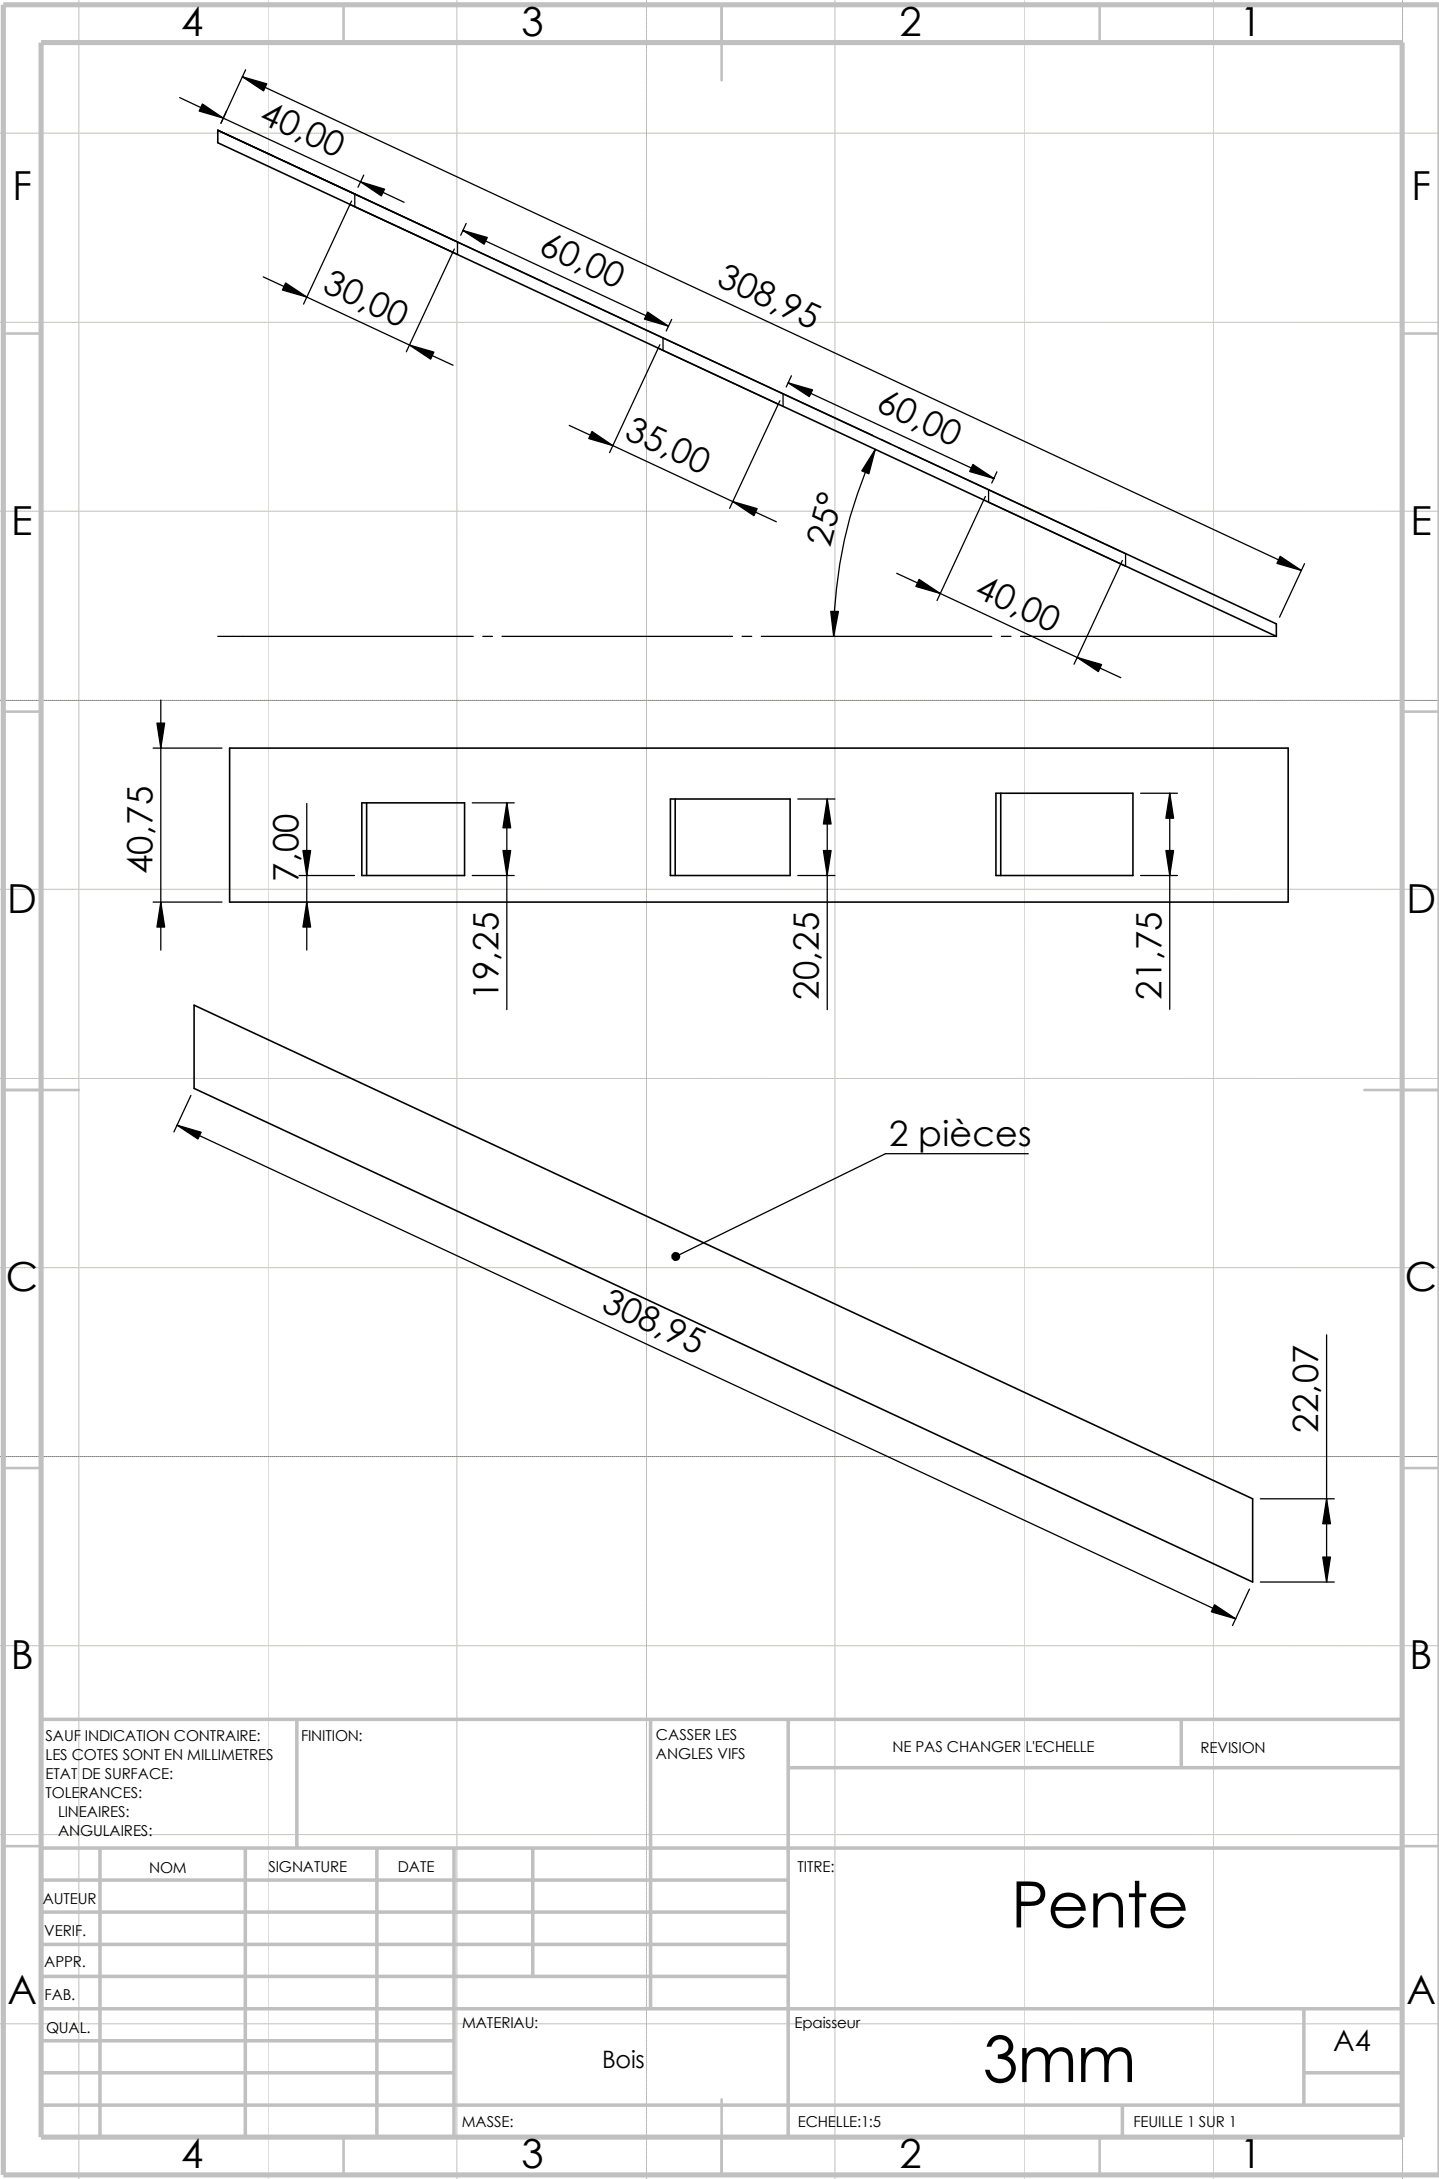 4 3 2 1
F F
40,00
60,00
308,95
30,00
60,00
35,00
25°
E E
40,00
40,75
7,00
D D
19,25
20,25
21,75
2 pièces
C C
308,95
22,07
B B
SAUF INDICATION CONTRAIRE:
LES COTES SONT EN MILLIMETRES
ETAT DE SURFACE:
TOLERANCES:
LINEAIRES:
ANGULAIRES:
FINITION:
CASSER LES
ANGLES VIFS
NE PAS CHANGER L'ECHELLE
REVISION
NOM SIGNATURE DATE
AUTEUR
VERIF.
APPR.
FAB.
QUAL.
TITRE:
Pente
A A
MATERIAU:
Bois
Epaisseur
3mm
A4
MASSE:
ECHELLE:1:5
FEUILLE 1 SUR 1
4 3 2 1